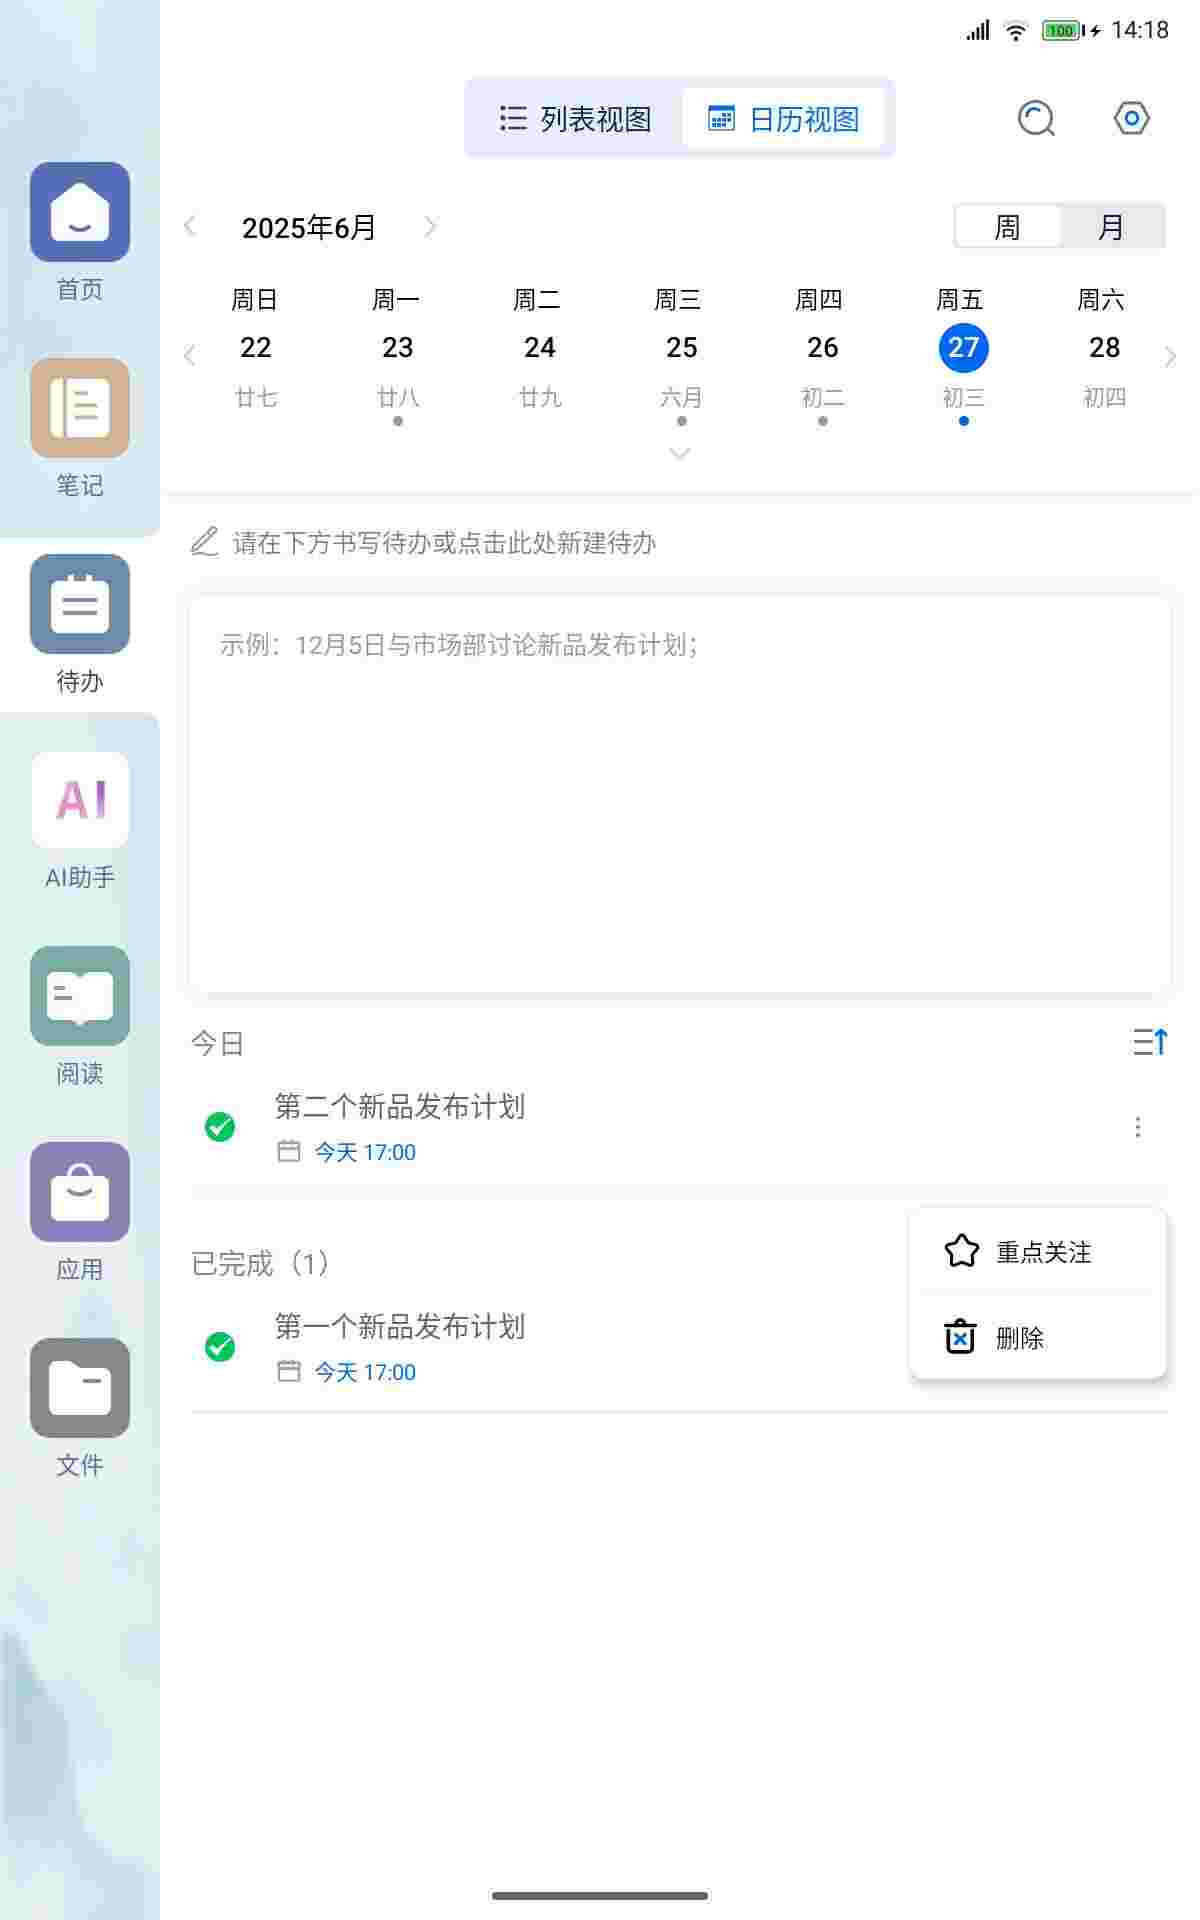 100 14:18
列表视图 日历视图
2025年6月 周 月
周日 周一 周二 周三 周四 周五 周六
22 23 24 25 26 27 28
廿七 廿八 廿九 六月 初二 初三 初四
请在下方书写待办或点击此处新建待办
示例：12月5日与市场部讨论新品发布计划；
今日
第二个新品发布计划
今天 17:00
已完成（1）
第一个新品发布计划
今天 17:00
重点关注
删除
首页
笔记
待办
AI
AI助手
阅读
应用
文件